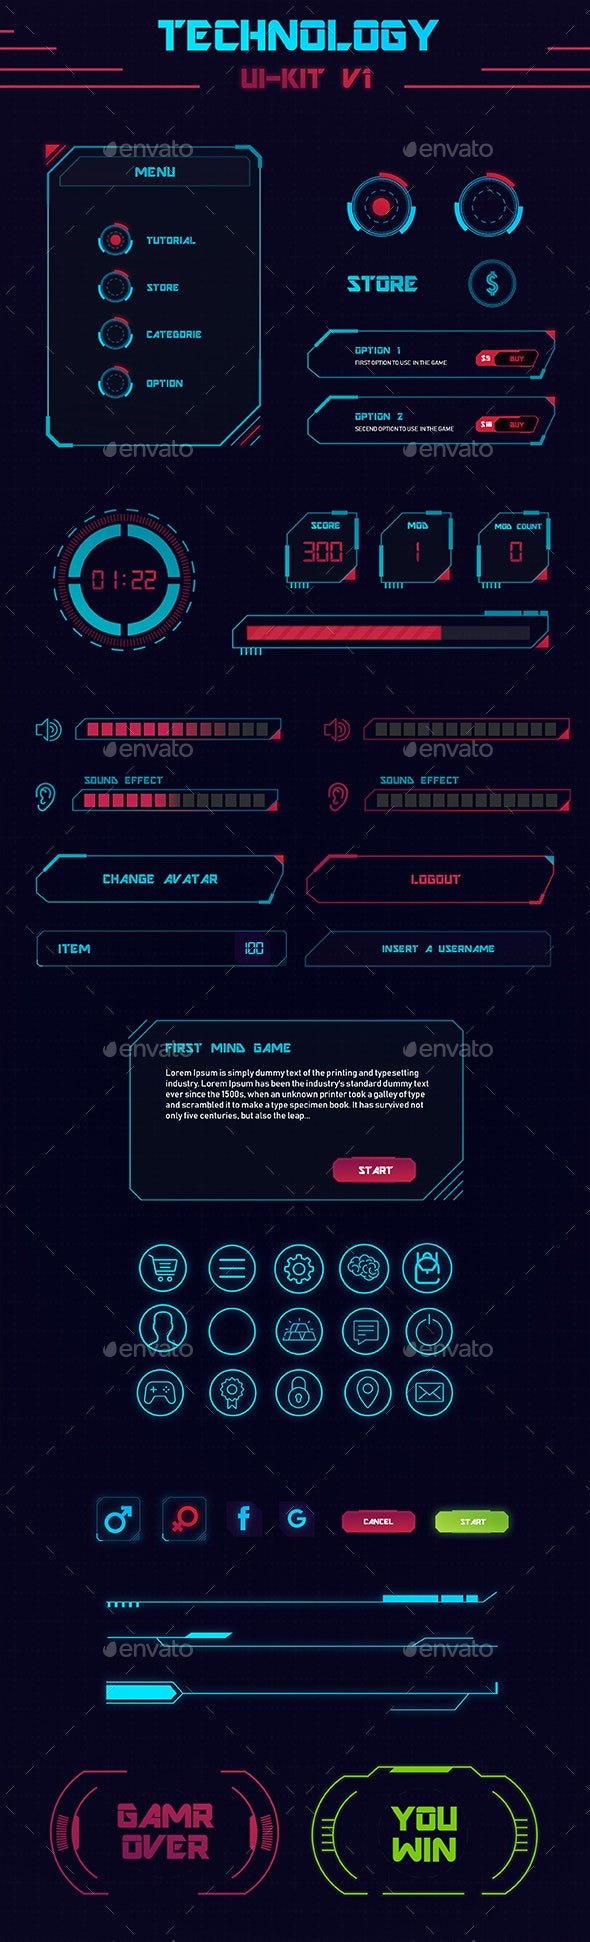 TECHNOLOGY
UI-KIT V1
envato envato
MENU
TUTORIAL
STORE
CATEGORIE
OPTION
STORE
$
OPTION 1
FIRST OPTION TO USE IN THE GAME
$5 BUY
OPTION 2
SECEND OPTION TO USE IN THE GAME
$10 BUY
envato envato
01:22
SCORE
300
MOD
1
MOD COUNT
0
envato envato
SOUND EFFECT
SOUND EFFECT
CHANGE AVATAR
LOGOUT
ITEM 100
INSERT A USERNAME
envato envato
FIRST MIND GAME
Lorem Ipsum is simply dummy text of the printing and typesetting
industry. Lorem Ipsum has been the industry's standard dummy text
ever since the 1500s, when an unknown printer took a galley of type
and scrambled it to make a type specimen book. It has survived not
only five centuries, but also the leap...
START
envato envato
f G
CANCEL
START
envato envato
GAMR
OVER
YOU
WIN